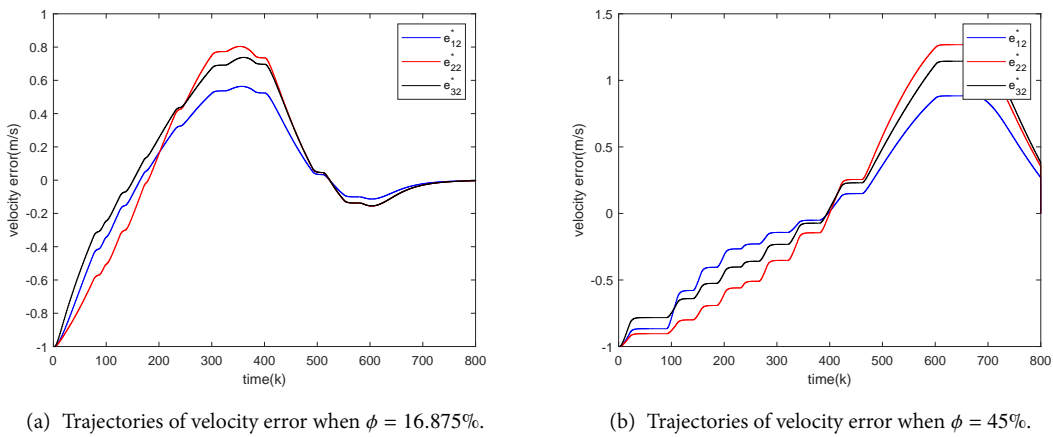 1
0.8
0.6
0.4
0.2
0
-0.2
-0.4
-0.6
-0.8
-1
velocity error(m/s)
0 100 200 300 400 500 600 700 800
time(k)
e*12
e*22
e*32
(a) Trajectories of velocity error when ϕ = 16.875%.
1.5
1
0.5
0
-0.5
-1
velocity error(m/s)
0 100 200 300 400 500 600 700 800
time(k)
e*12
e*22
e*32
(b) Trajectories of velocity error when ϕ = 45%.